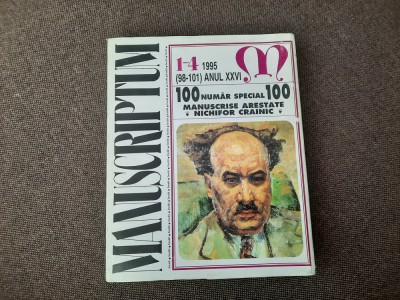 MANUSCRIPTUM
1-4 1995
(98-101) ANUL XXVI
M
100 NUMĂR SPECIAL 100
MANUSCRISE ARESTATE
• NICHIFOR CRAINIC •